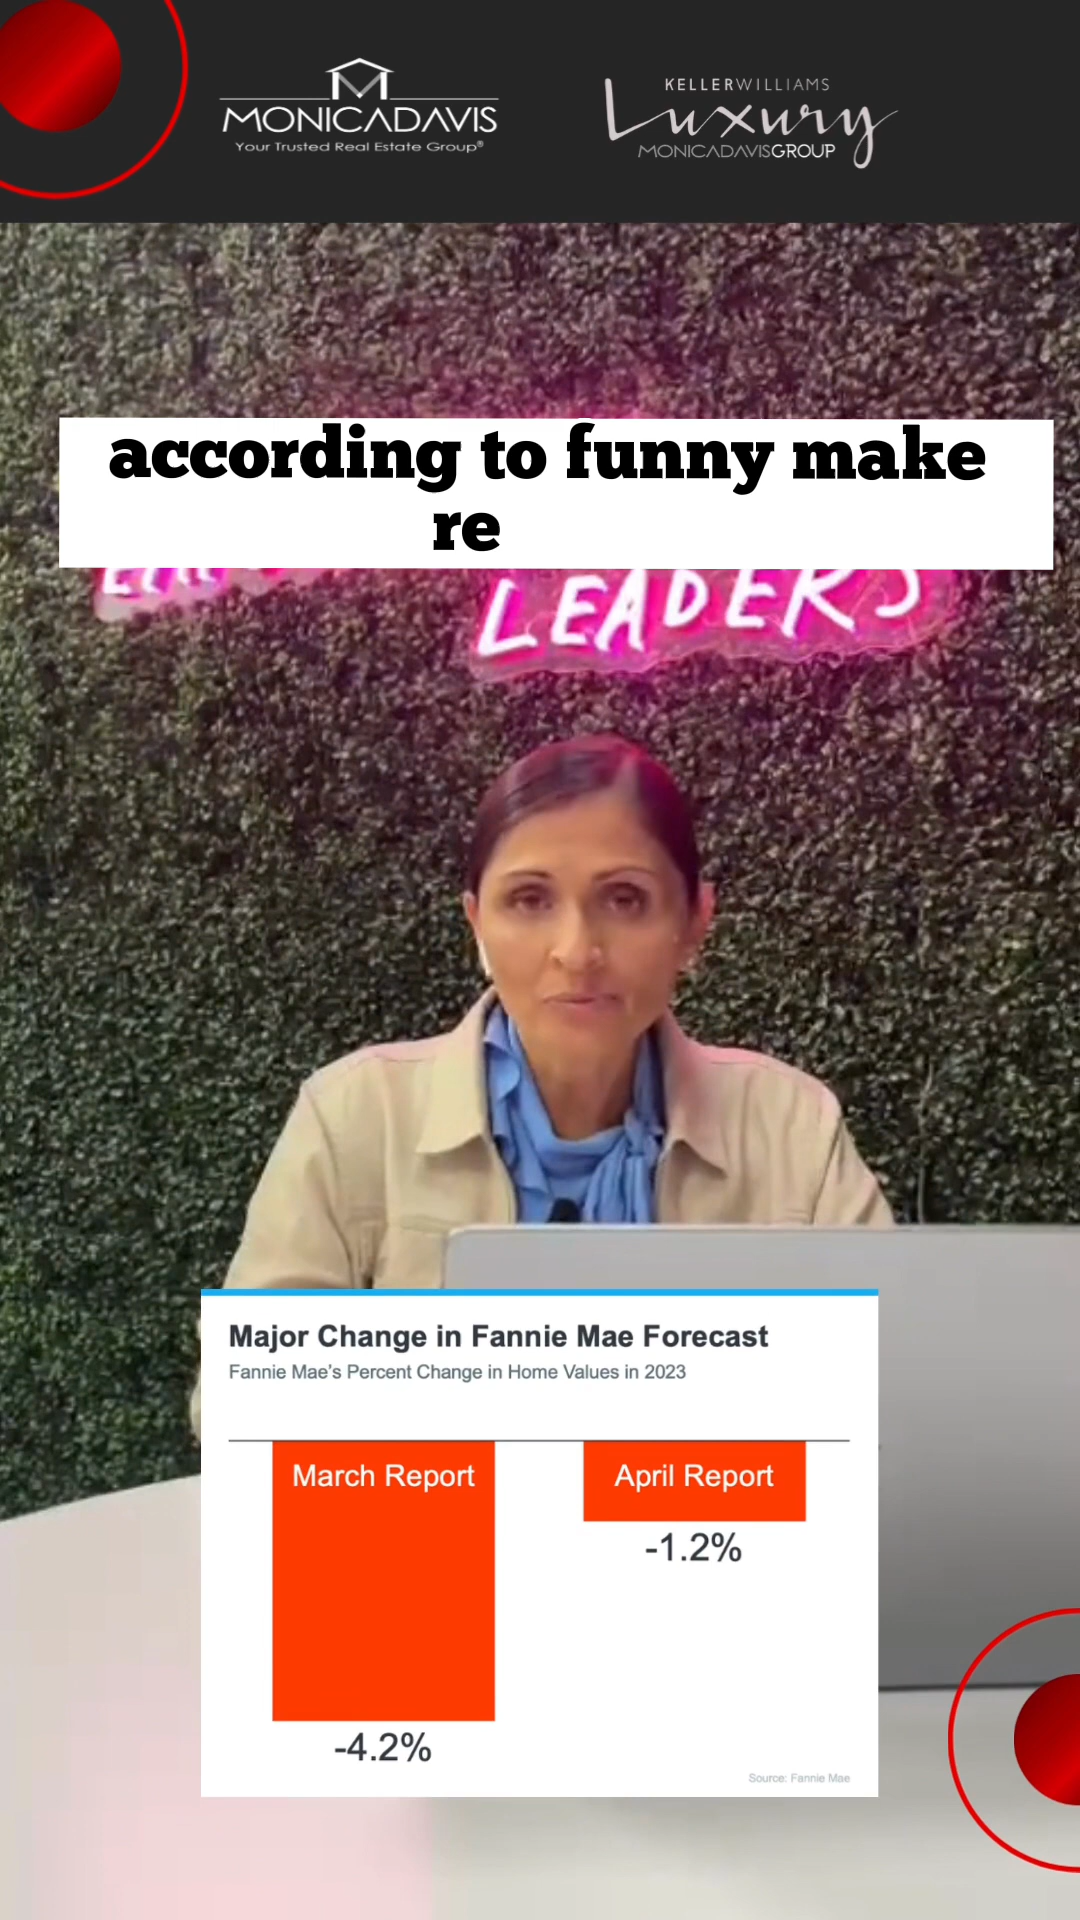 MONICADAVIS
Your Trusted Real Estate Group®
KELLERWILLIAMS
Luxury
MONICADAVISGROUP
according to funny make
re
LEADERS
Major Change in Fannie Mae Forecast
Fannie Mae's Percent Change in Home Values in 2023
March Report
April Report
-1.2%
-4.2%
Source: Fannie Mae